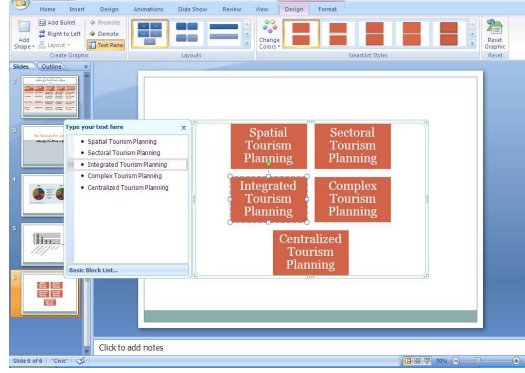 Home Insert Design Animations Slide Show Review View Design Format
Add Shape
Add Bullet
Right to Left
Layout
Promote
Demote
Text Pane
Create Graphic
Layouts
Change Colors
SmartArt Styles
Reset Graphic
Reset
Slides Outline
Type your text here
Spatial Tourism Planning
Sectoral Tourism Planning
Integrated Tourism Planning
Complex Tourism Planning
Centralized Tourism Planning
Basic Block List...
Spatial
Tourism
Planning
Sectoral
Tourism
Planning
Integrated
Tourism
Planning
Complex
Tourism
Planning
Centralized
Tourism
Planning
Click to add notes
Slide 6 of 6 "Civic" 70%